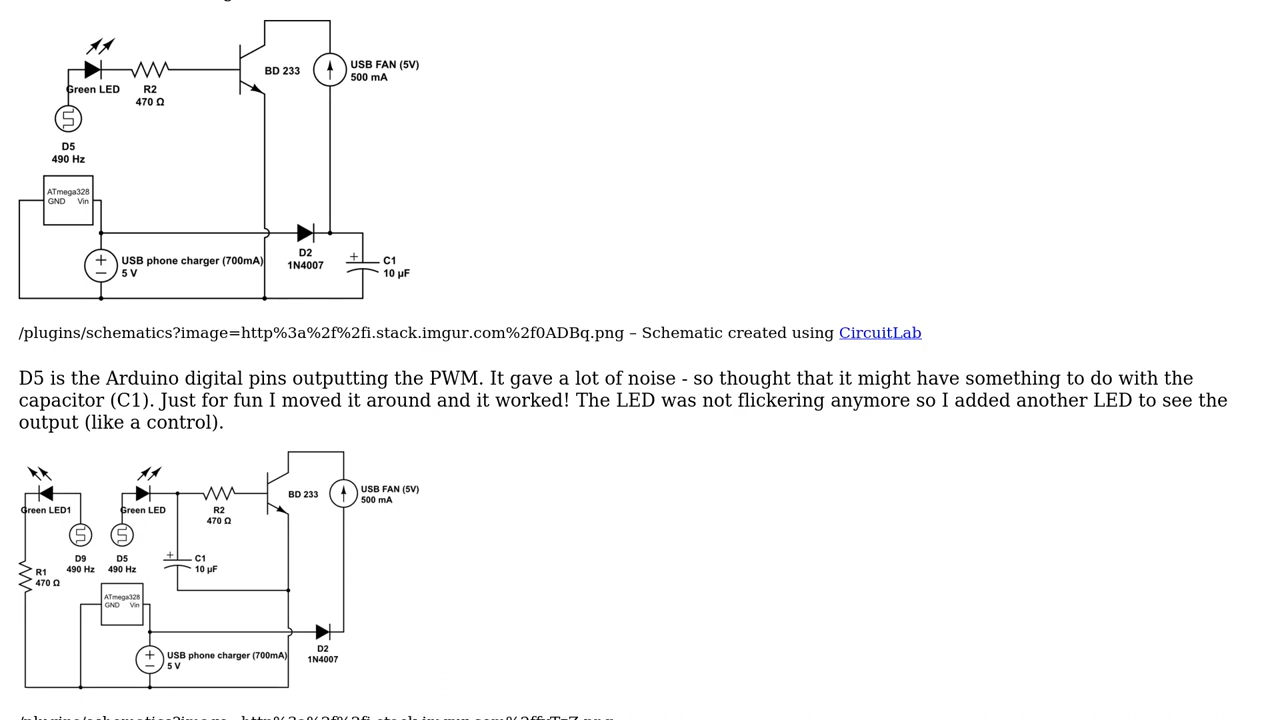 USB FAN (5V)
500 mA
BD 233
Green LED
R2
470 Ω
D5
490 Hz
ATmega328
GND Vin
D2
1N4007
USB phone charger (700mA)
5 V
C1
10 µF
/plugins/schematics?image=http%3a%2f%2fi.stack.imgur.com%2f0ADBq.png – Schematic created using CircuitLab
D5 is the Arduino digital pins outputting the PWM. It gave a lot of noise - so thought that it might have something to do with the
capacitor (C1). Just for fun I moved it around and it worked! The LED was not flickering anymore so I added another LED to see the
output (like a control).
USB FAN (5V)
500 mA
BD 233
Green LED1
Green LED
R2
470 Ω
D9
490 Hz
D5
490 Hz
C1
10 µF
R1
470 Ω
ATmega328
GND Vin
D2
1N4007
USB phone charger (700mA)
5 V